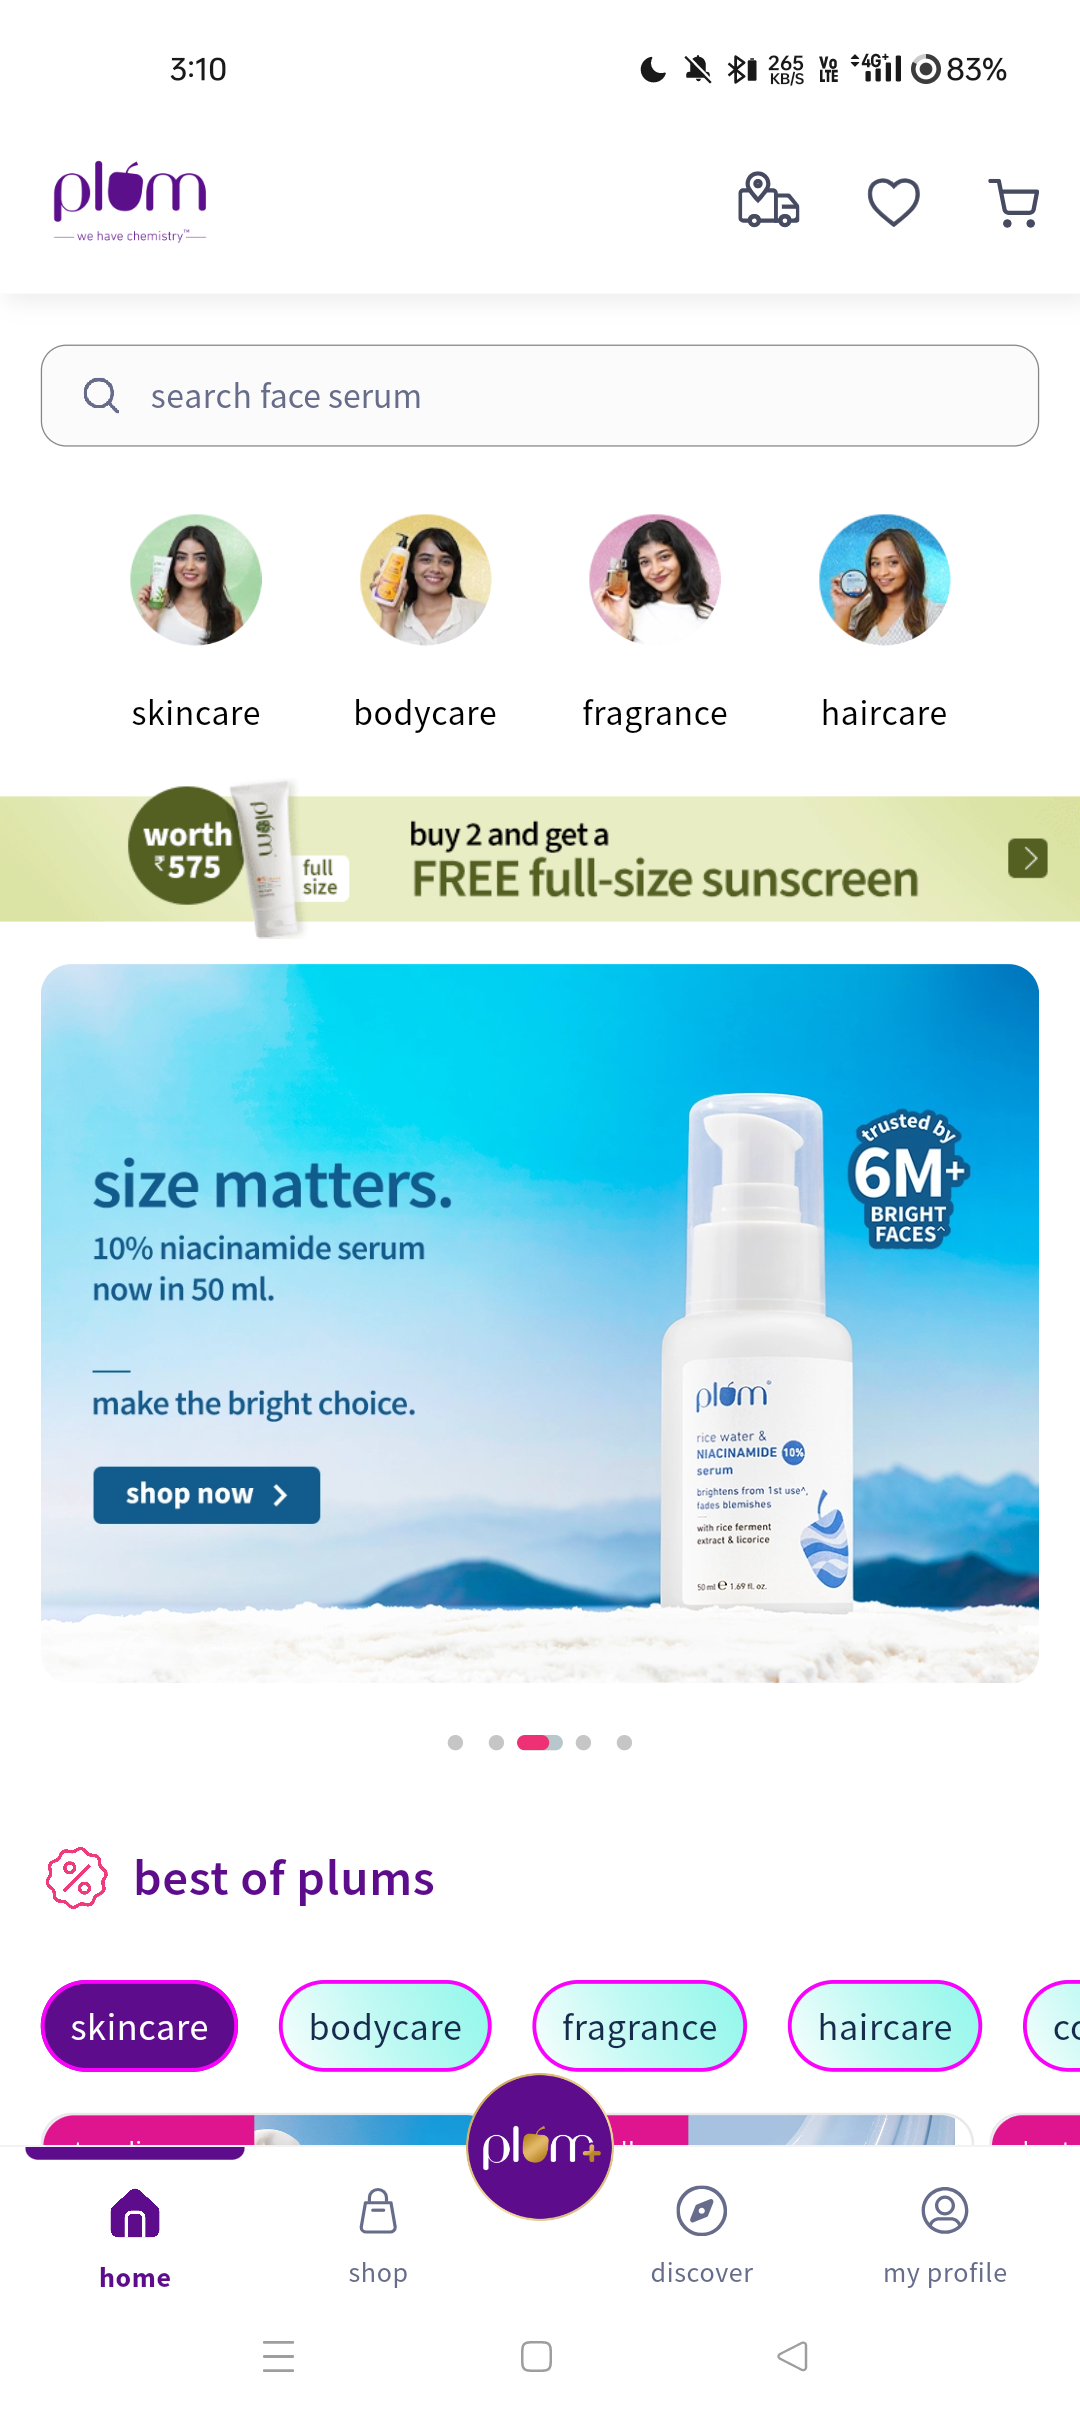 3:10
265 KB/S
Vo LTE
4G+
83%
plum
we have chemistry™
search face serum
skincare
bodycare
fragrance
haircare
worth
₹575
plum
full
size
buy 2 and get a
FREE full-size sunscreen
size matters.
10% niacinamide serum
now in 50 ml.
make the bright choice.
shop now
trusted by
6M+
BRIGHT
FACES^
plum®
rice water &
NIACINAMIDE 10%
serum
brightens from 1st use^,
fades blemishes
with rice ferment
extract & licorice
50 ml ℮ 1.69 fl. oz.
best of plums
skincare
bodycare
fragrance
haircare
plum+
home
shop
discover
my profile